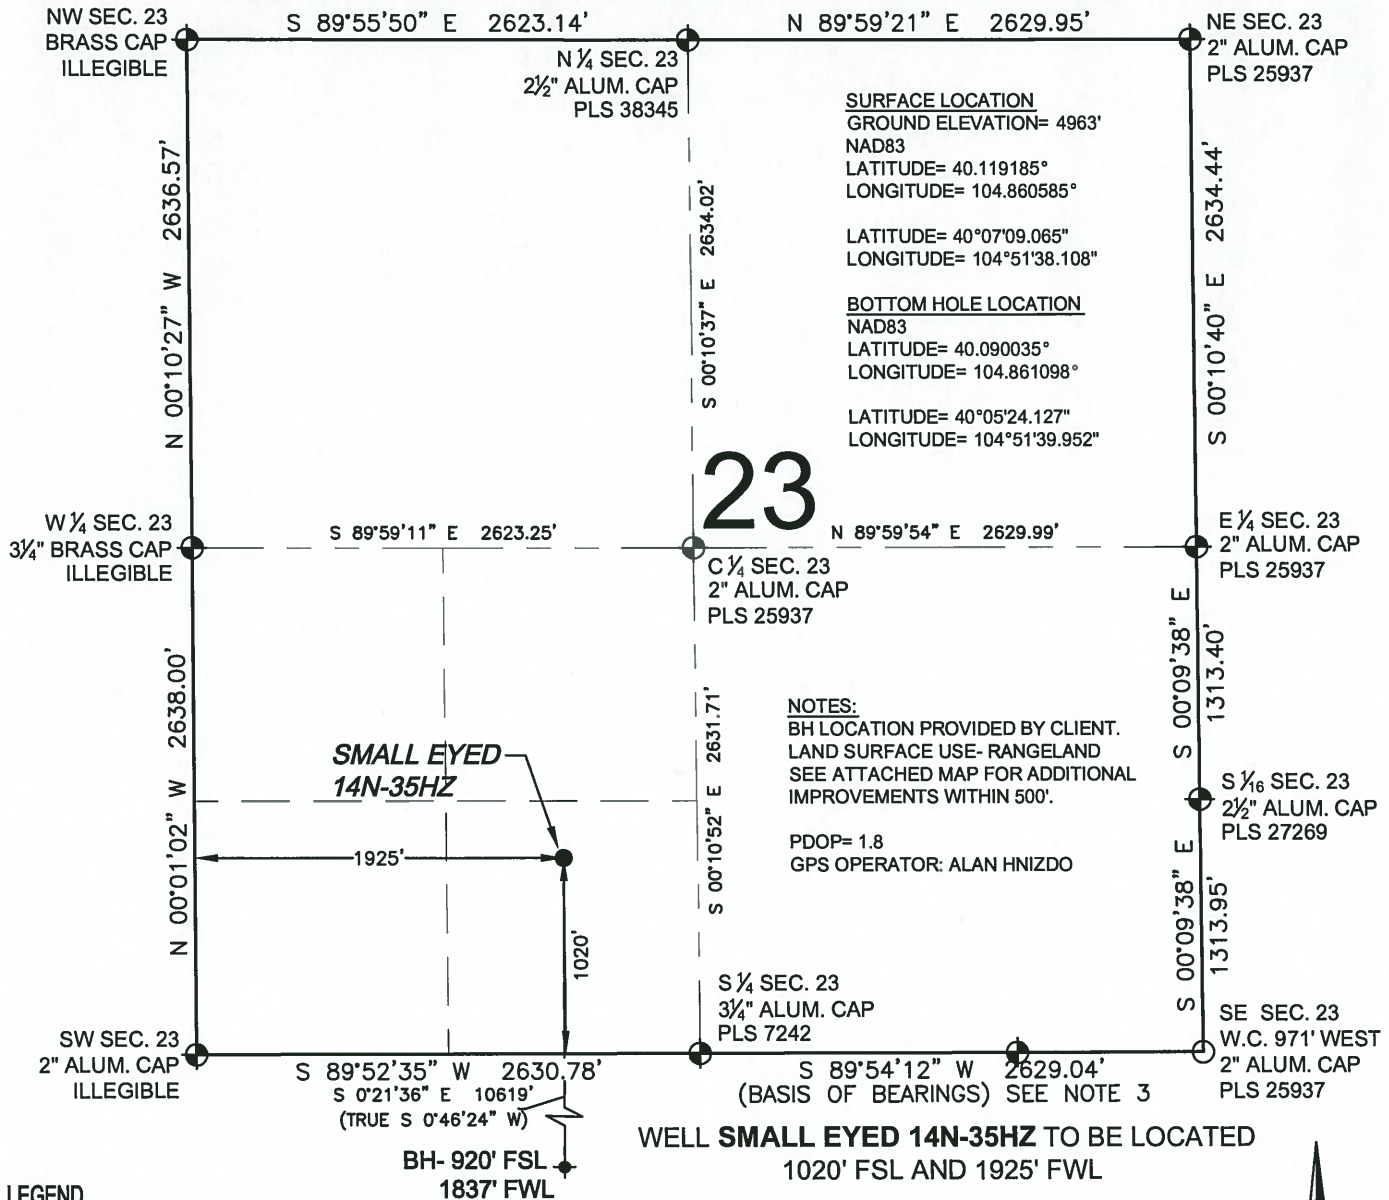 NW SEC. 23
BRASS CAP
ILLEGIBLE
S 89°55'50" E 2623.14'
N 89°59'21" E 2629.95'
NE SEC. 23
2" ALUM. CAP
PLS 25937
N ¼ SEC. 23
2½" ALUM. CAP
PLS 38345
SURFACE LOCATION
GROUND ELEVATION= 4963'
NAD83
LATITUDE= 40.119185°
LONGITUDE= 104.860585°
LATITUDE= 40°07'09.065"
LONGITUDE= 104°51'38.108"
BOTTOM HOLE LOCATION
NAD83
LATITUDE= 40.090035°
LONGITUDE= 104.861098°
LATITUDE= 40°05'24.127"
LONGITUDE= 104°51'39.952"
N 00°10'27" W 2636.57'
S 00°10'37" E 2634.02'
S 00°10'40" E 2634.44'
23
W ¼ SEC. 23
3¼" BRASS CAP
ILLEGIBLE
S 89°59'11" E 2623.25'
N 89°59'54" E 2629.99'
E ¼ SEC. 23
2" ALUM. CAP
PLS 25937
C ¼ SEC. 23
2" ALUM. CAP
PLS 25937
N 00°01'02" W 2638.00'
S 00°10'52" E 2631.71'
S 00°09'38" E
1313.40'
NOTES:
BH LOCATION PROVIDED BY CLIENT.
LAND SURFACE USE- RANGELAND
SEE ATTACHED MAP FOR ADDITIONAL
IMPROVEMENTS WITHIN 500'.
PDOP= 1.8
GPS OPERATOR: ALAN HNIZDO
SMALL EYED
14N-35HZ
S 1⁄16 SEC. 23
2½" ALUM. CAP
PLS 27269
1925'
1020'
S 00°09'38" E
1313.95'
S ¼ SEC. 23
3¼" ALUM. CAP
PLS 7242
SW SEC. 23
2" ALUM. CAP
ILLEGIBLE
SE SEC. 23
W.C. 971' WEST
2" ALUM. CAP
PLS 25937
S 89°52'35" W 2630.78'
S 0°21'36" E 10619'
(TRUE S 0°46'24" W)
S 89°54'12" W 2629.04'
(BASIS OF BEARINGS) SEE NOTE 3
BH- 920' FSL
1837' FWL
WELL SMALL EYED 14N-35HZ TO BE LOCATED
1020' FSL AND 1925' FWL
LEGEND